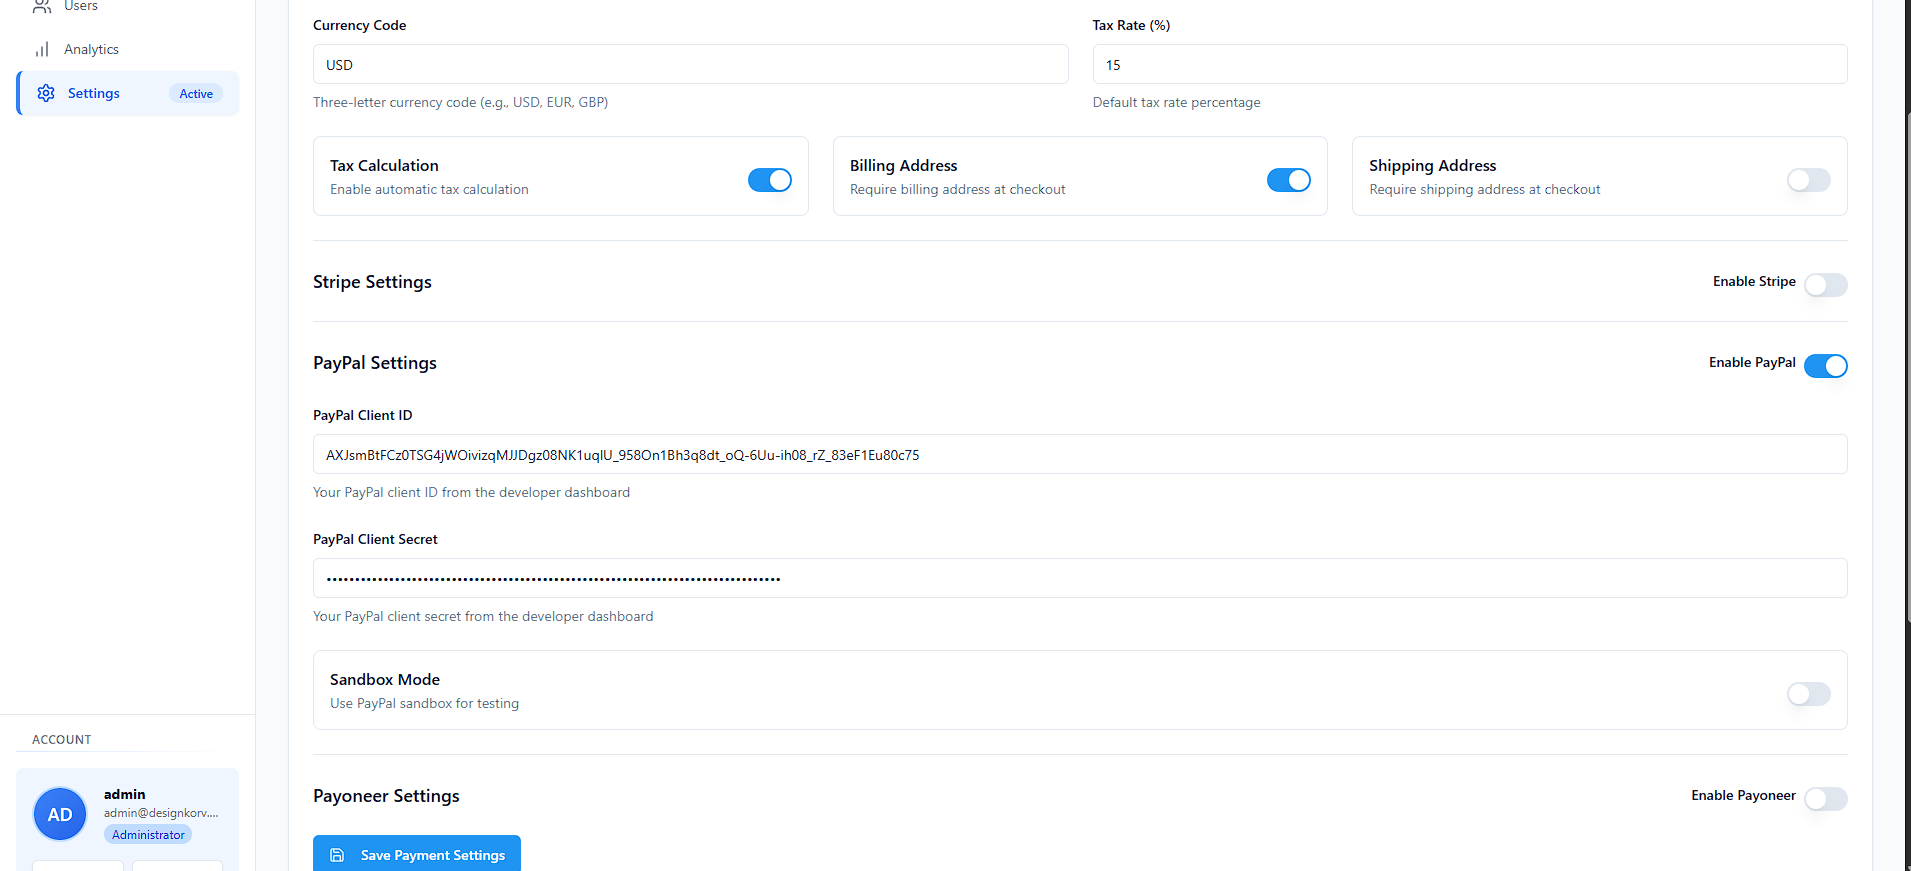 Users
Analytics
Settings Active
Currency Code
USD
Three-letter currency code (e.g., USD, EUR, GBP)
Tax Rate (%)
15
Default tax rate percentage
Tax Calculation
Enable automatic tax calculation
Billing Address
Require billing address at checkout
Shipping Address
Require shipping address at checkout
Stripe Settings
Enable Stripe
PayPal Settings
Enable PayPal
PayPal Client ID
AXJsmBtFCz0TSG4jWOivizqMJJDgz08NK1uqIU_958On1Bh3q8dt_oQ-6Uu-ih08_rZ_83eF1Eu80c75
Your PayPal client ID from the developer dashboard
PayPal Client Secret
Your PayPal client secret from the developer dashboard
Sandbox Mode
Use PayPal sandbox for testing
Payoneer Settings
Enable Payoneer
Save Payment Settings
ACCOUNT
AD
admin
admin@designkorv....
Administrator